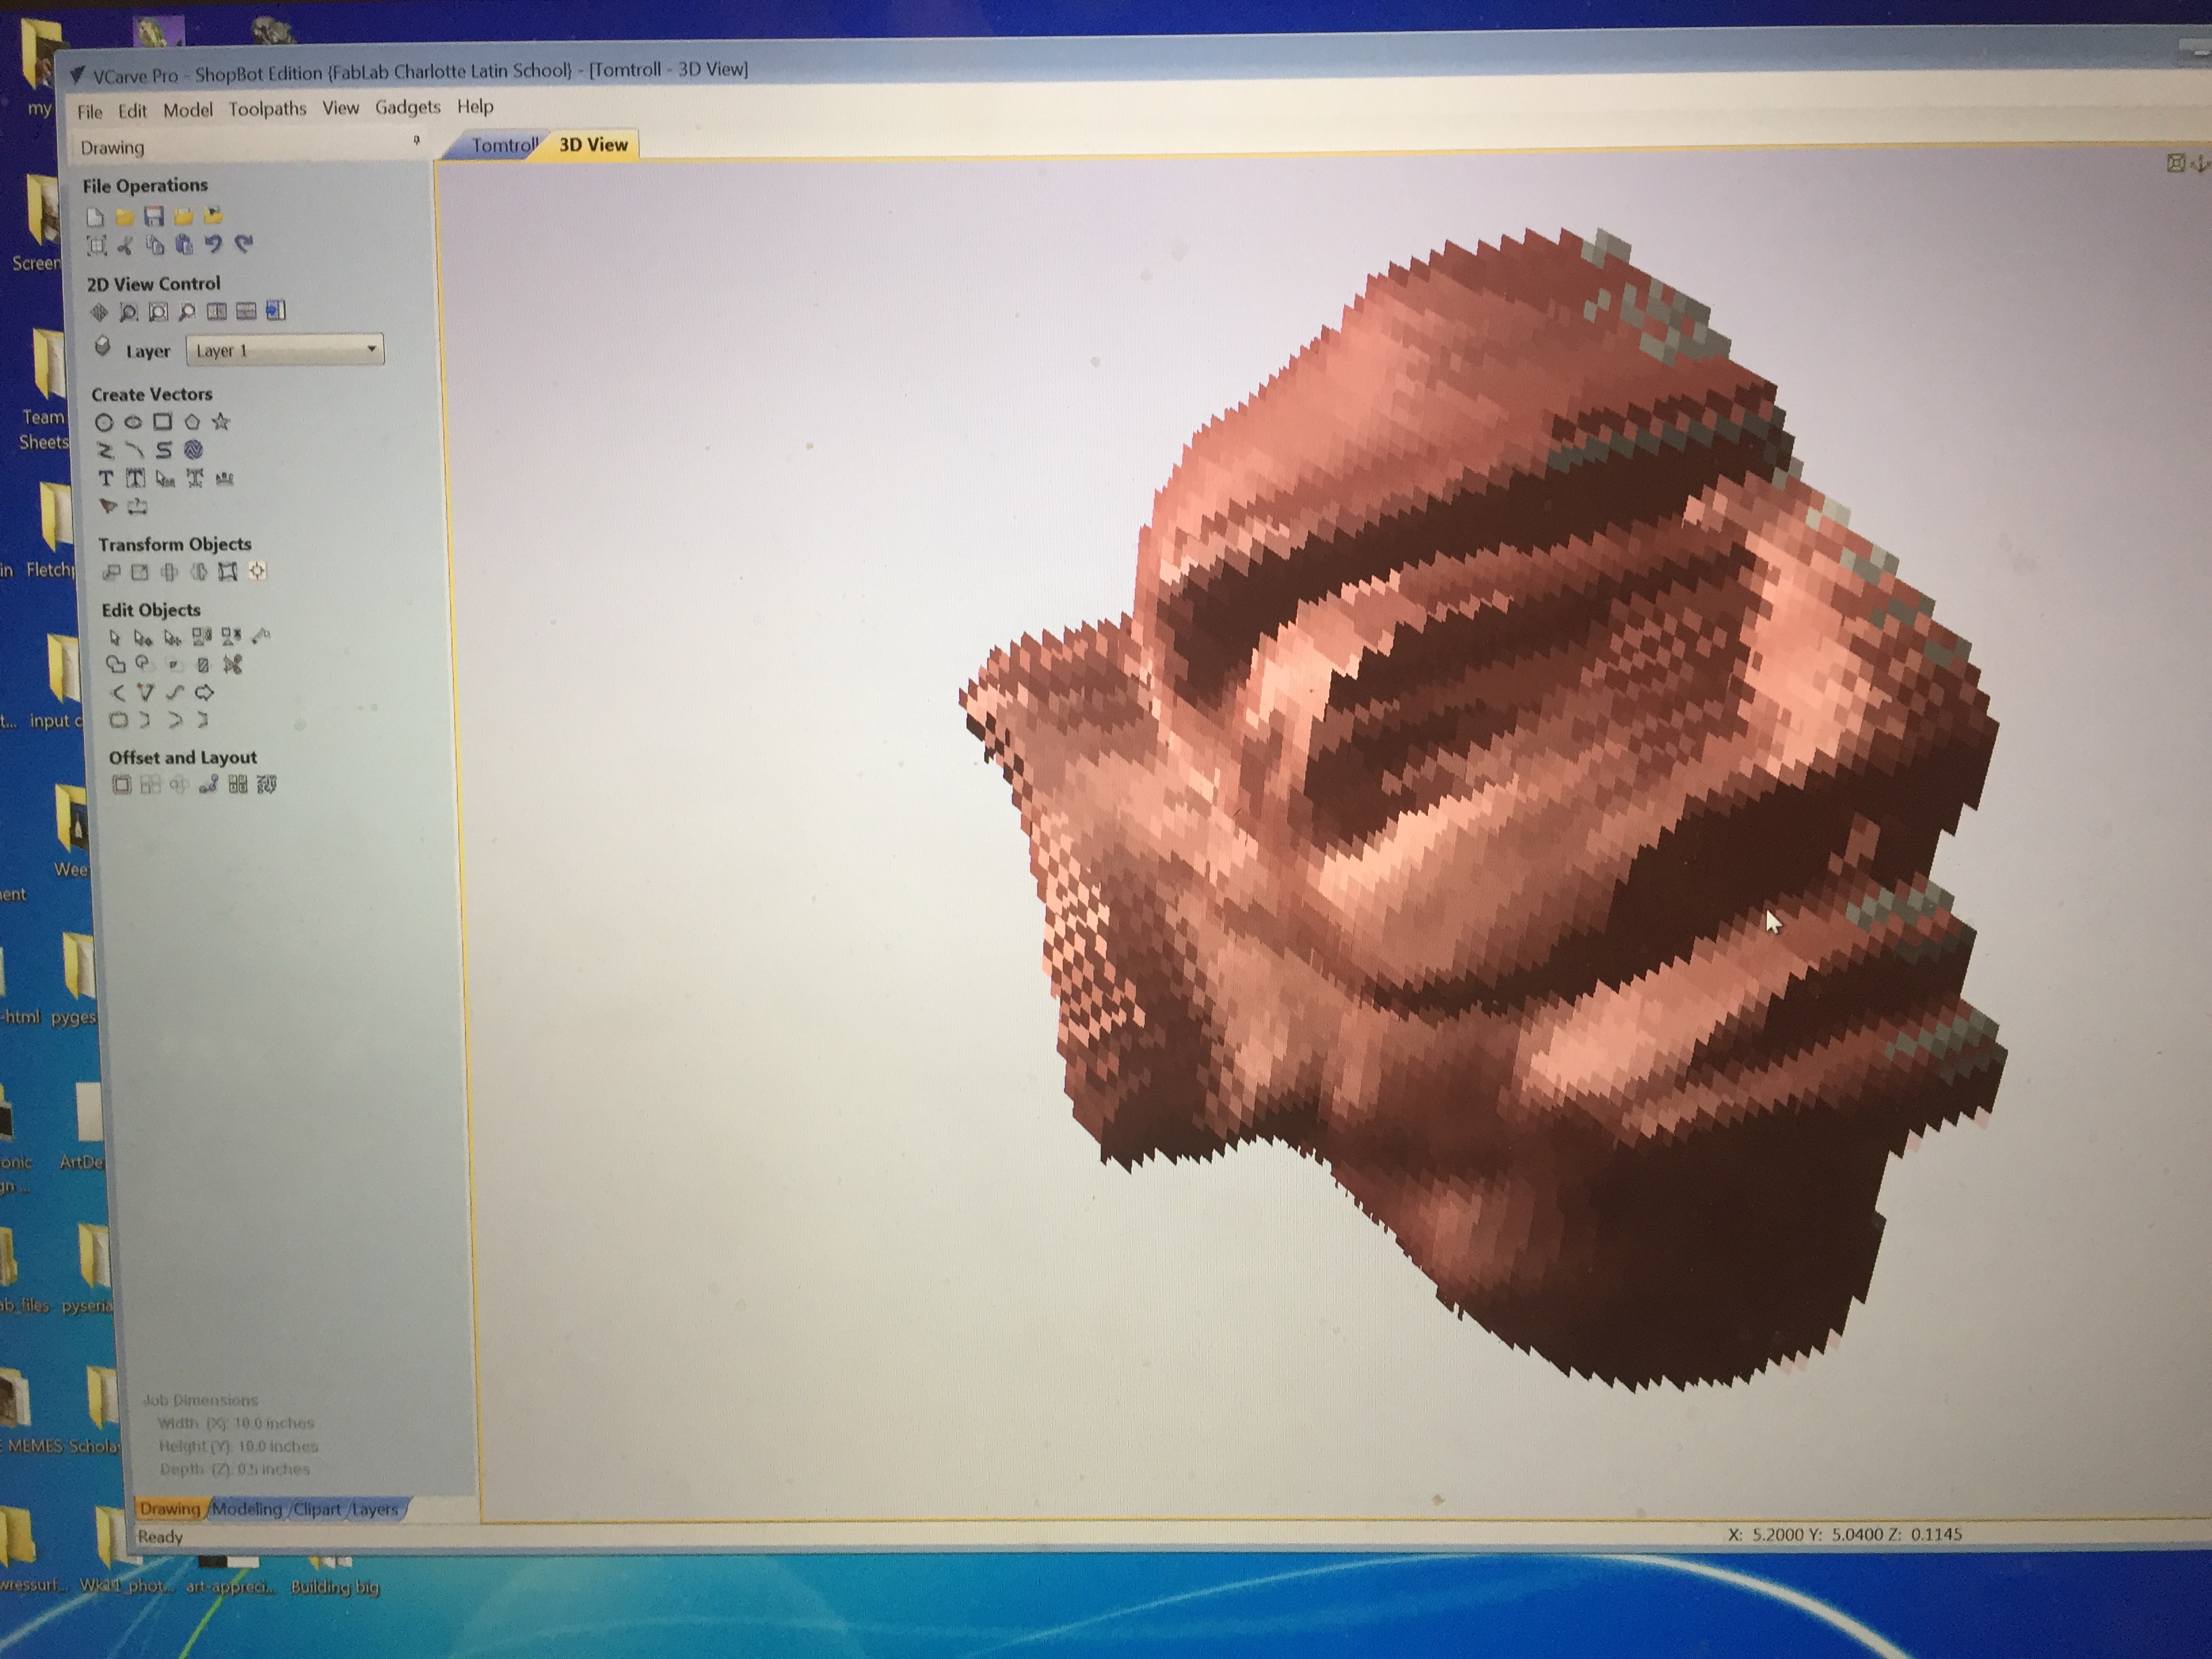 VCarve Pro - ShopBot Edition {FabLab Charlotte Latin School} - [Tomtroll - 3D View]
File Edit Model Toolpaths View Gadgets Help
Drawing
Tomtroll 3D View
File Operations
2D View Control
Layer Layer 1
Create Vectors
Transform Objects
Edit Objects
Offset and Layout
Job Dimensions
Width (X): 10.0 inches
Height (Y): 10.0 inches
Depth (Z): 0.5 inches
Drawing Modeling Clipart Layers
Ready
X: 5.2000 Y: 5.0400 Z: 0.1145
my
Screen
Team
Sheets
in Fletch
t... input c
Wee
ent
-html pyges
onic ArtDe
gn ...
ab_files pyseria
MEMES Schola
Wk11_phot... art-appreci... Building big